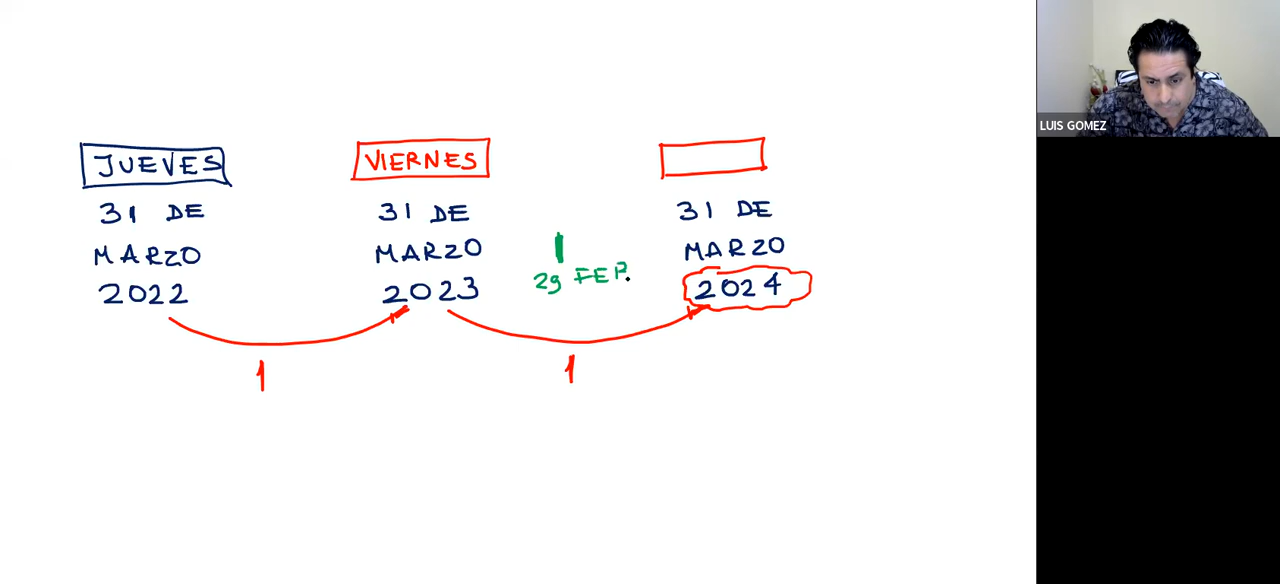 JUEVES
31 DE
MARZO
2022
VIERNES
31 DE
MARZO
2023
29 FEB
31 DE
MARZO
2024
1
1
LUIS GOMEZ